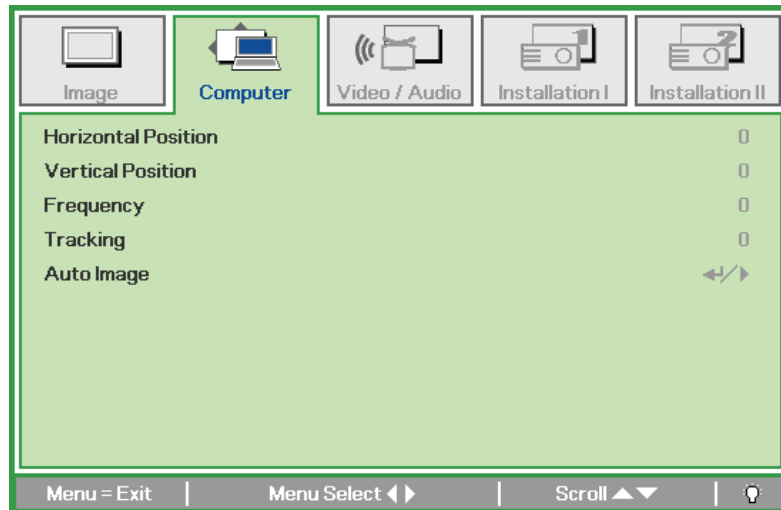 Image
Computer
Video / Audio
Installation I
Installation II
Horizontal Position 0
Vertical Position 0
Frequency 0
Tracking 0
Auto Image
Menu = Exit
Menu Select
Scroll